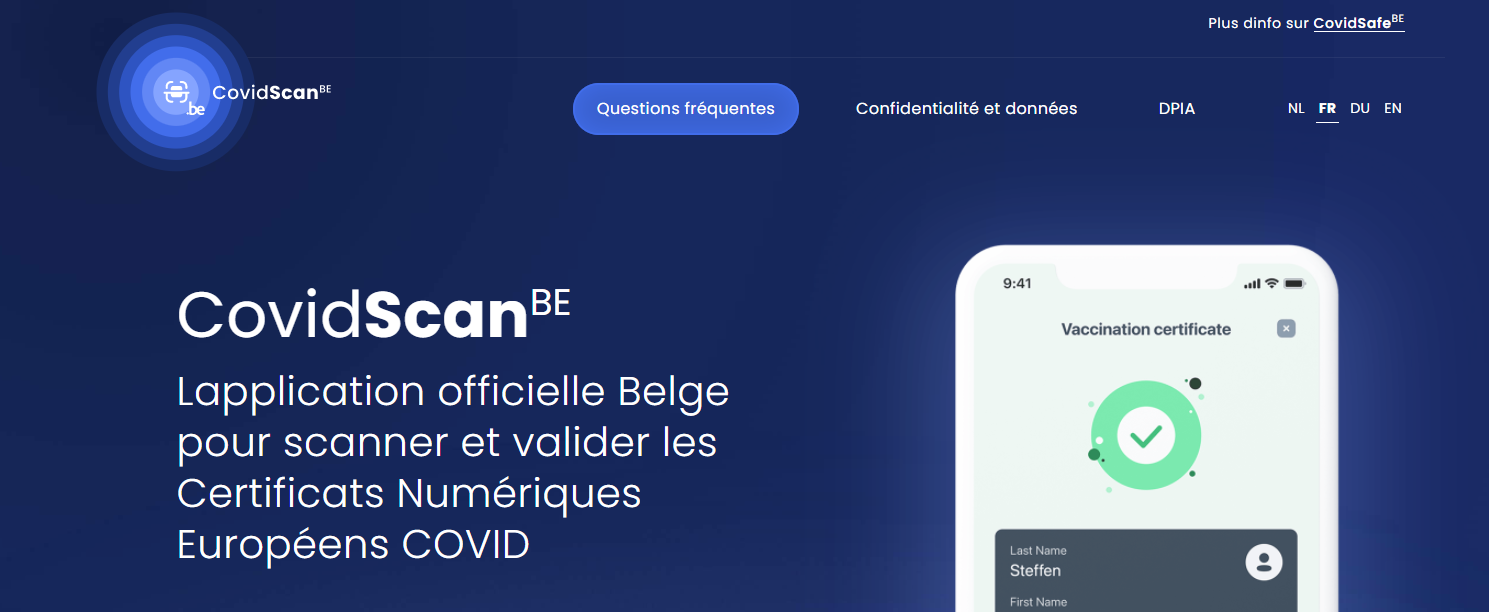 Plus dinfo sur CovidSafeBE
CovidScanBE
.be
Questions fréquentes
Confidentialité et données
DPIA
NL FR DU EN
CovidScanBE
Lapplication officielle Belge
pour scanner et valider les
Certificats Numériques
Européens COVID
9:41
Vaccination certificate
Last Name
Steffen
First Name